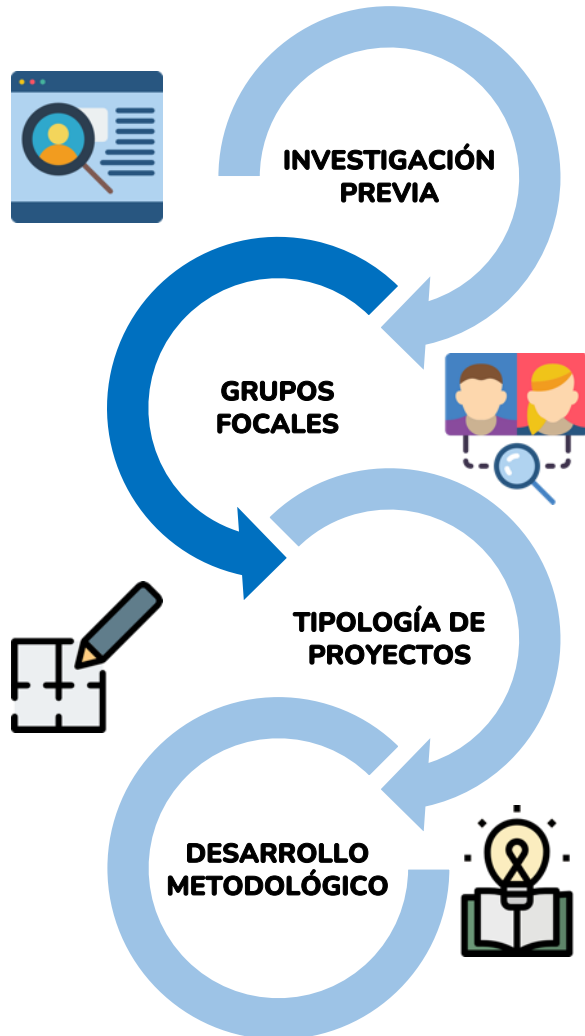 INVESTIGACIÓN
PREVIA
GRUPOS
FOCALES
TIPOLOGÍA DE
PROYECTOS
DESARROLLO
METODOLÓGICO